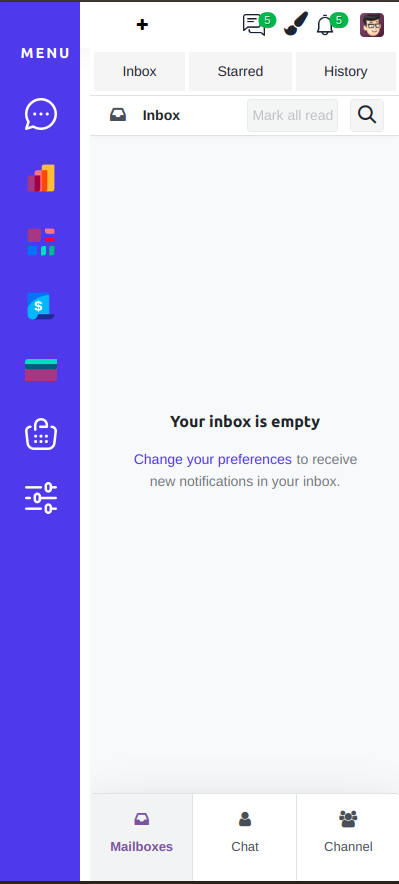 MENU
5
5
Inbox
Starred
History
Inbox
Mark all read
$
Your inbox is empty
Change your preferences to receive
new notifications in your inbox.
Mailboxes
Chat
Channel